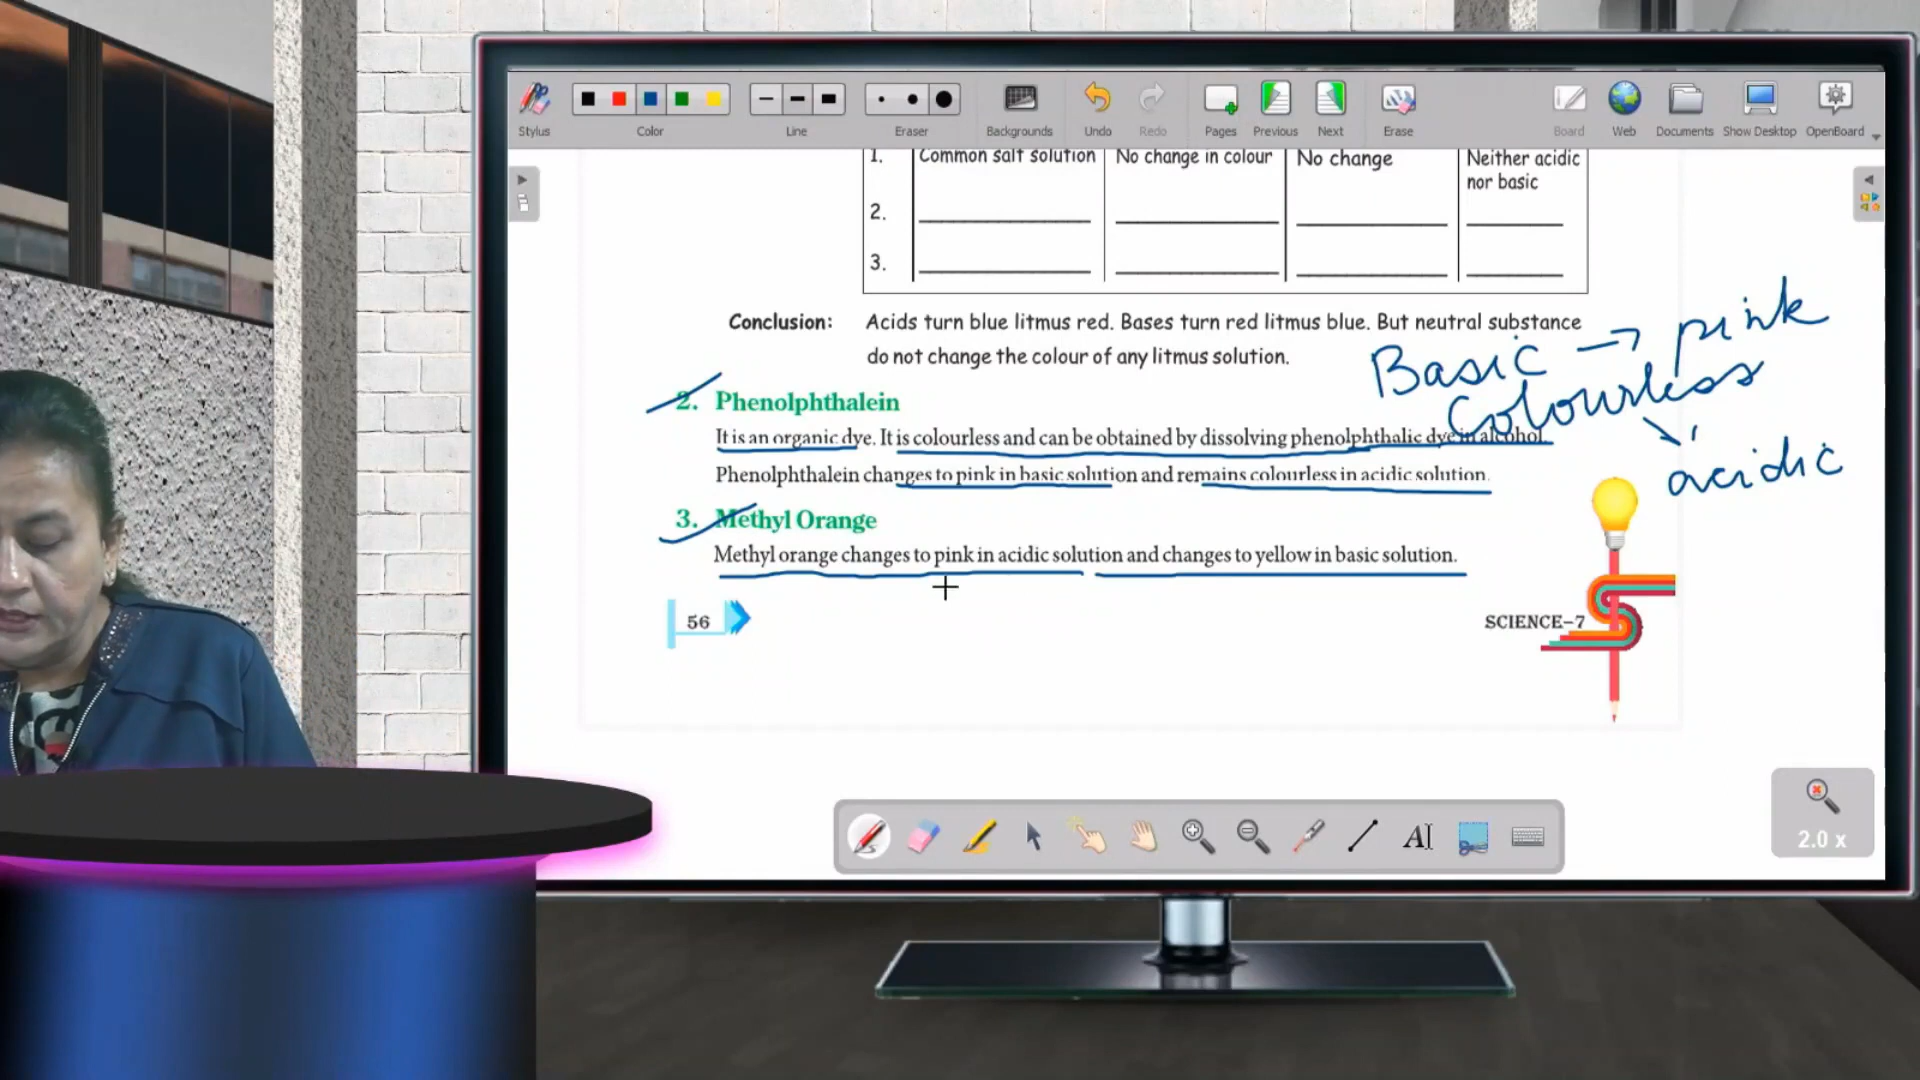 Stylus Color Line Eraser Backgrounds Undo Redo Pages Previous Next Erase Board Web Documents Show Desktop OpenBoard
1. Common salt solution No change in colour No change Neither acidic
nor basic
2.
3.
Conclusion: Acids turn blue litmus red. Bases turn red litmus blue. But neutral substance
do not change the colour of any litmus solution.
Basic → pink
Colourless
acidic
2. Phenolphthalein
It is an organic dye. It is colourless and can be obtained by dissolving phenolphthalic dye in alcohol.
Phenolphthalein changes to pink in basic solution and remains colourless in acidic solution.
3. Methyl Orange
Methyl orange changes to pink in acidic solution and changes to yellow in basic solution.
56
SCIENCE–7
AI
2.0 x